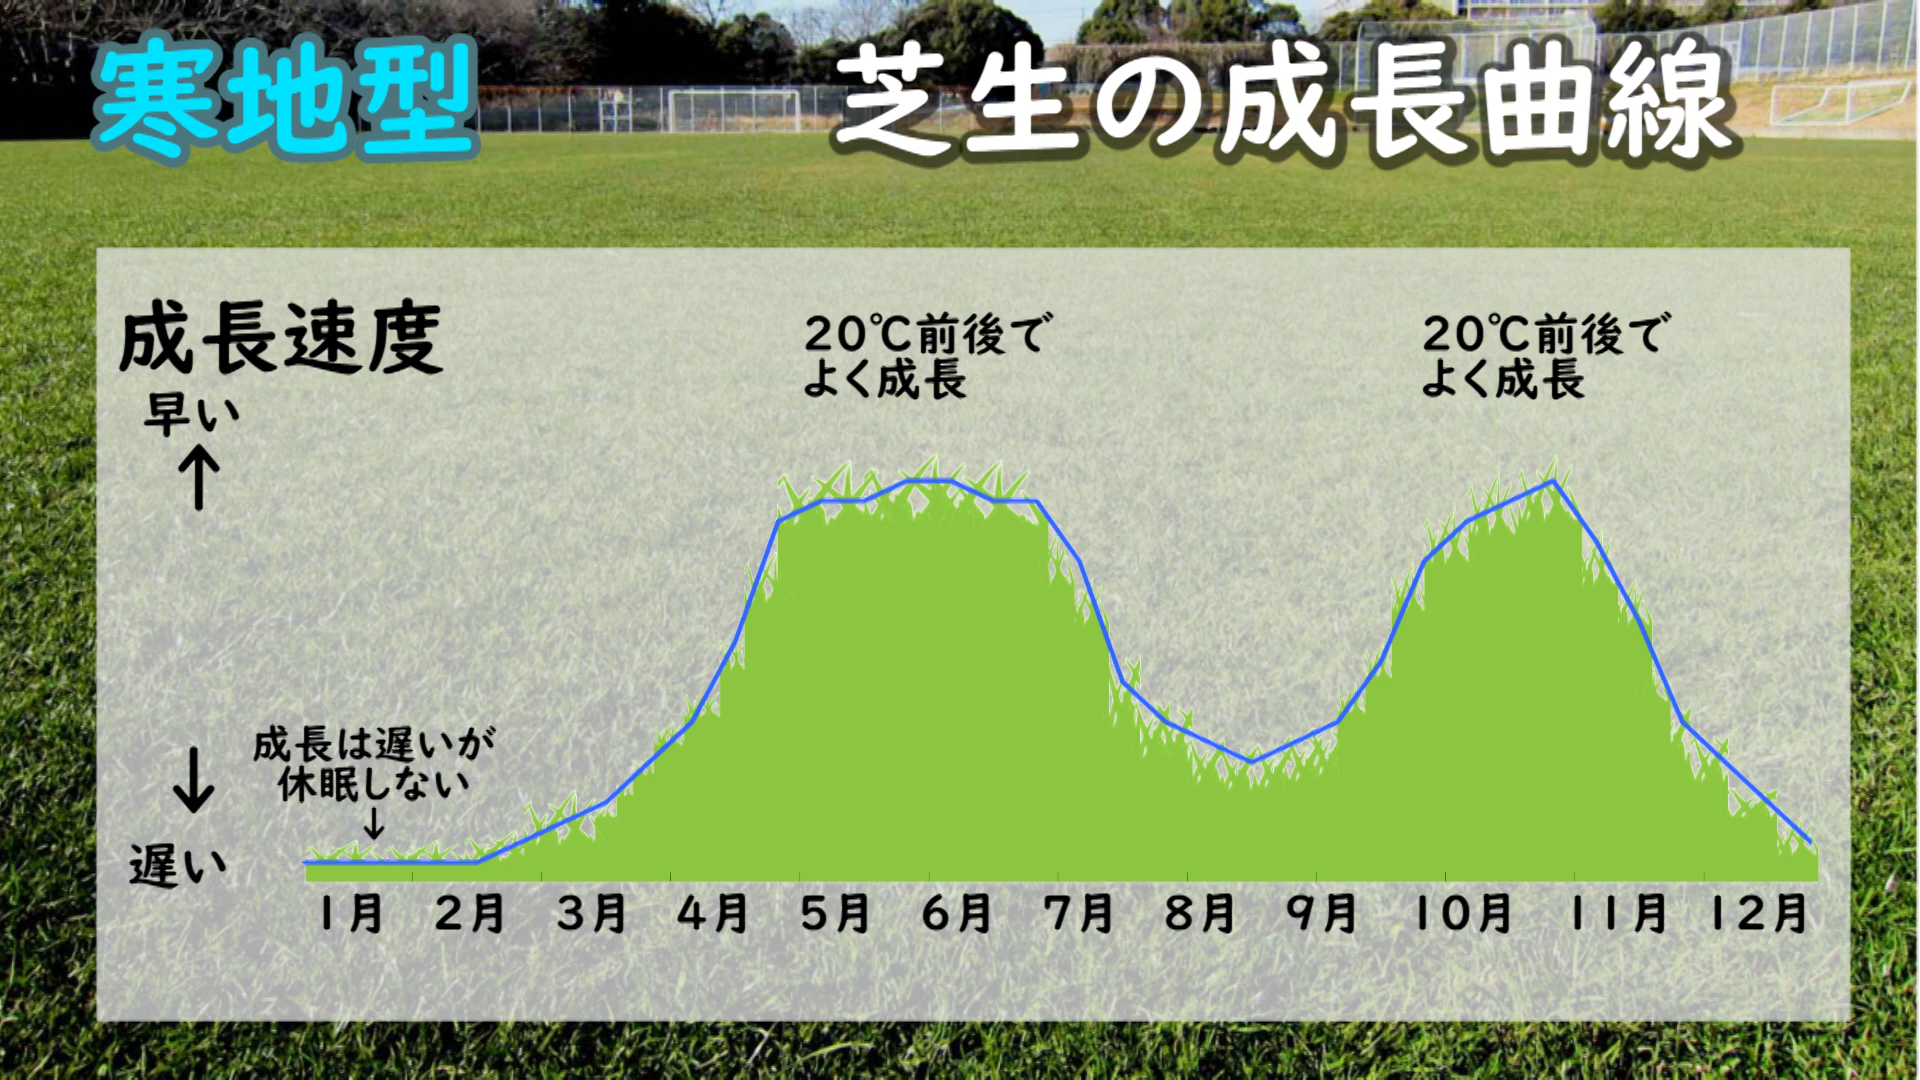 寒地型
芝生の成長曲線
成長速度
早い
↑
20℃前後で
よく成長
20℃前後で
よく成長
成長は遅いが
休眠しない
↓
↓
遅い
1月 2月 3月 4月 5月 6月 7月 8月 9月 10月 11月 12月